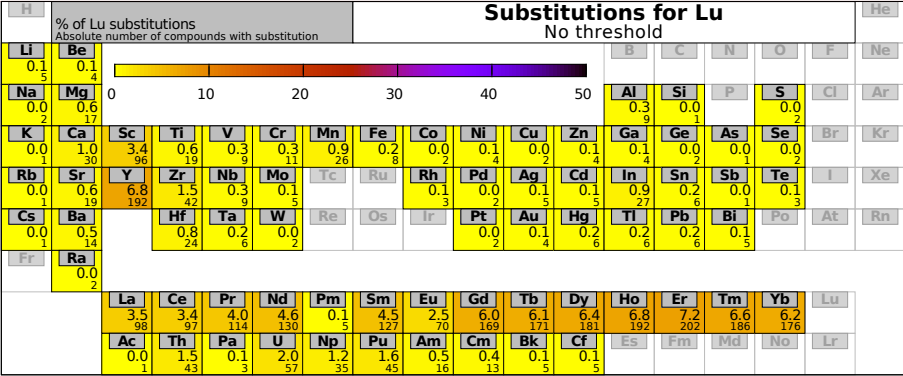 H
% of Lu substitutions
Absolute number of compounds with substitution
Substitutions for Lu
No threshold
He
Li Be B C N O F Ne
0.1 0.1
5 4
0 10 20 30 40 50
Na Mg Al Si P S Cl Ar
0.0 0.6 0.3 0.0 0.0
2 17 9 1 2
K Ca Sc Ti V Cr Mn Fe Co Ni Cu Zn Ga Ge As Se Br Kr
0.0 1.0 3.4 0.6 0.3 0.3 0.9 0.2 0.0 0.1 0.0 0.1 0.1 0.0 0.0 0.0
1 30 96 19 9 11 26 8 2 4 2 4 4 2 1 2
Rb Sr Y Zr Nb Mo Tc Ru Rh Pd Ag Cd In Sn Sb Te I Xe
0.0 0.6 6.8 1.5 0.3 0.1 0.1 0.0 0.1 0.1 0.9 0.2 0.0 0.1
1 19 192 42 9 5 3 2 5 5 27 6 1 3
Cs Ba Hf Ta W Re Os Ir Pt Au Hg Tl Pb Bi Po At Rn
0.0 0.5 0.8 0.2 0.0 0.0 0.1 0.2 0.2 0.2 0.1
1 14 24 6 2 2 4 6 6 6 5
Fr Ra
0.0
2
La Ce Pr Nd Pm Sm Eu Gd Tb Dy Ho Er Tm Yb Lu
3.5 3.4 4.0 4.6 0.1 4.5 2.5 6.0 6.1 6.4 6.8 7.2 6.6 6.2
98 97 114 130 5 127 70 169 171 181 192 202 186 176
Ac Th Pa U Np Pu Am Cm Bk Cf Es Fm Md No Lr
0.0 1.5 0.1 2.0 1.2 1.6 0.5 0.4 0.1 0.1
1 43 3 57 35 45 16 13 5 5